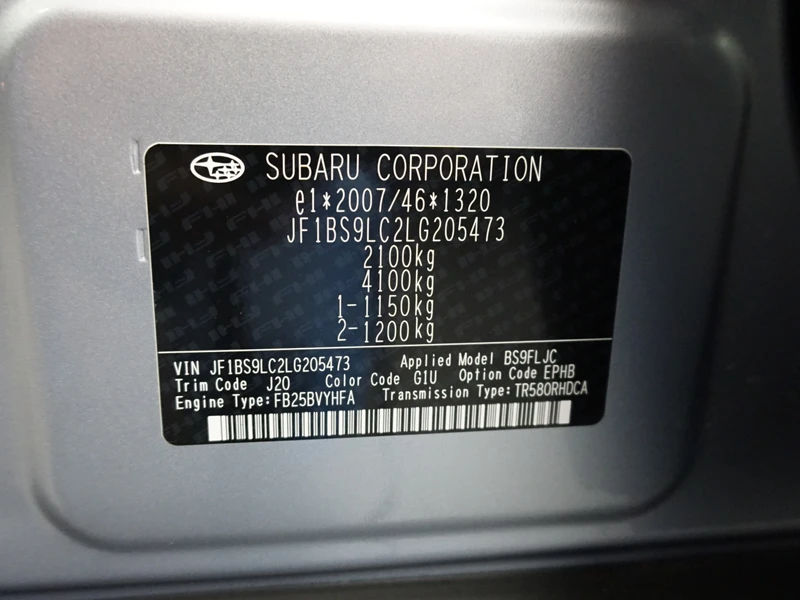 SUBARU CORPORATION
e1*2007/46*1320
JF1BS9LC2LG205473
2100kg
4100kg
1-1150kg
2-1200kg
VIN JF1BS9LC2LG205473 Applied Model BS9FLJC
Trim Code J20 Color Code G1U Option Code EPHB
Engine Type:FB25BVYHFA Transmission Type:TR580RHDCA